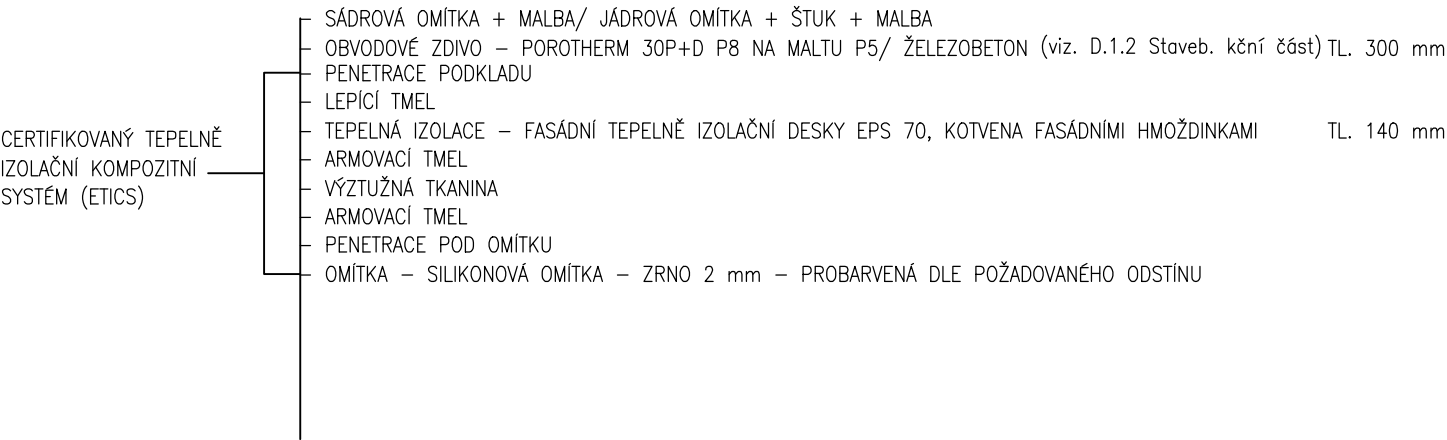 SÁDROVÁ OMÍTKA + MALBA/ JÁDROVÁ OMÍTKA + ŠTUK + MALBA
OBVODOVÉ ZDIVO – POROTHERM 30P+D P8 NA MALTU P5/ ŽELEZOBETON (viz. D.1.2 Staveb. kční část) TL. 300 mm
PENETRACE PODKLADU
LEPÍCÍ TMEL
TEPELNÁ IZOLACE – FASÁDNÍ TEPELNĚ IZOLAČNÍ DESKY EPS 70, KOTVENA FASÁDNÍMI HMOŽDINKAMI TL. 140 mm
ARMOVACÍ TMEL
VÝZTUŽNÁ TKANINA
ARMOVACÍ TMEL
PENETRACE POD OMÍTKU
OMÍTKA – SILIKONOVÁ OMÍTKA – ZRNO 2 mm – PROBARVENÁ DLE POŽADOVANÉHO ODSTÍNU
CERTIFIKOVANÝ TEPELNĚ
IZOLAČNÍ KOMPOZITNÍ
SYSTÉM (ETICS)